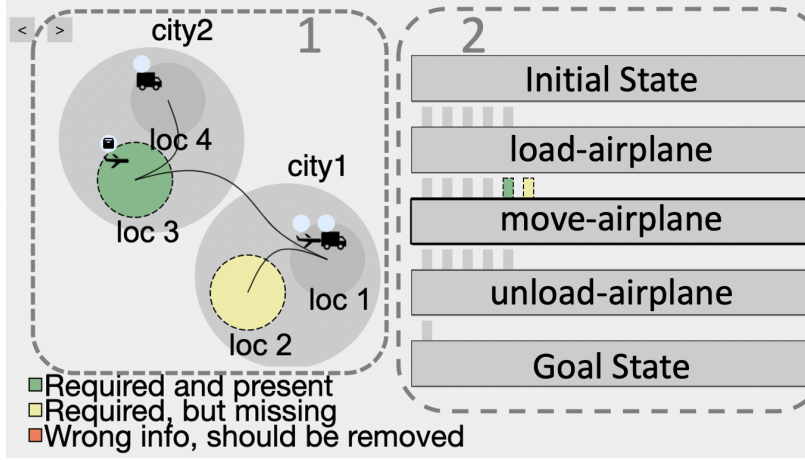 < >
city2
1
loc 4
loc 3
city1
loc 1
loc 2
Required and present
Required, but missing
Wrong info, should be removed
2
Initial State
load-airplane
move-airplane
unload-airplane
Goal State